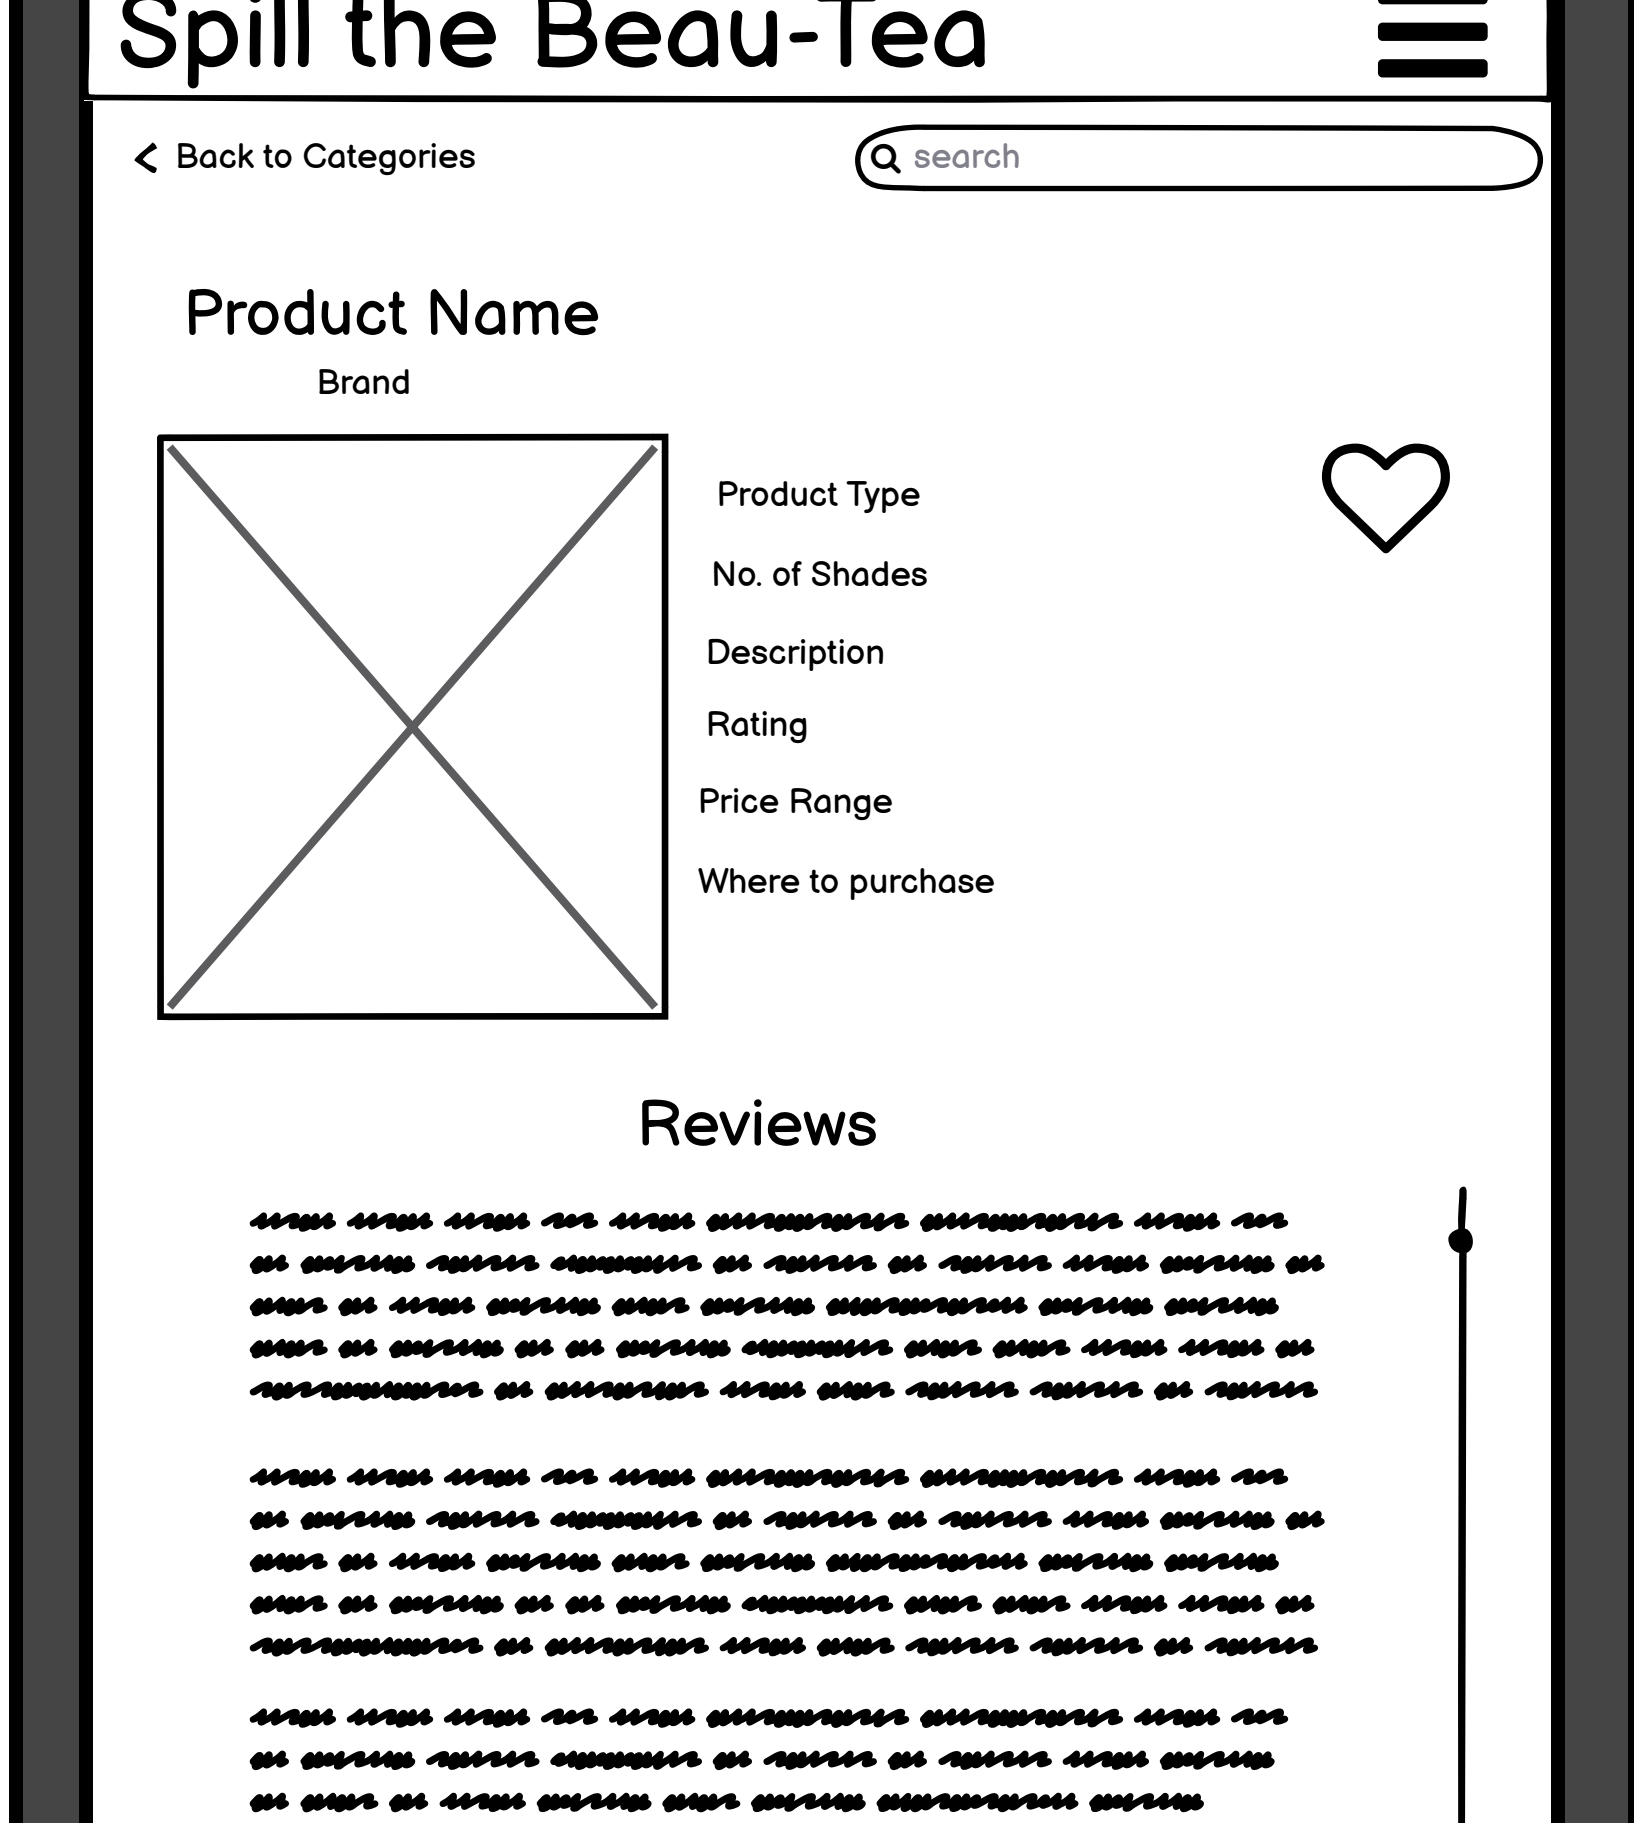 Spill the Beau-Tea
Back to Categories
search
Product Name
Brand
Product Type
No. of Shades
Description
Rating
Price Range
Where to purchase
Reviews